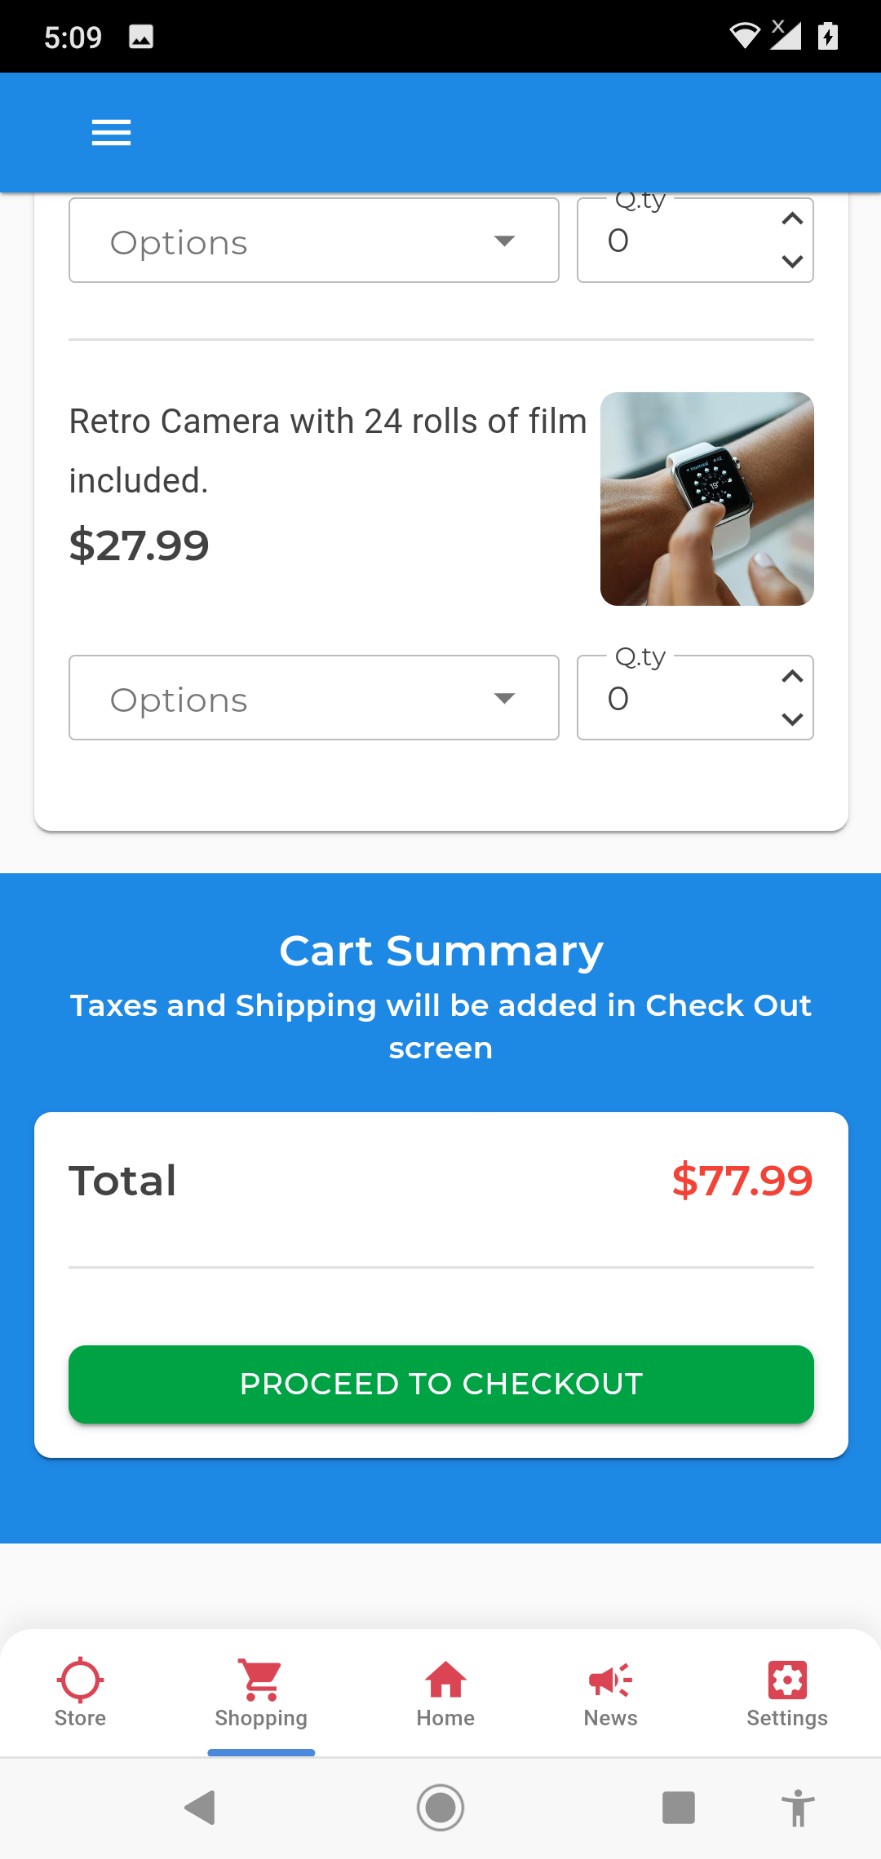 5:09
Q.ty
Options
0
Retro Camera with 24 rolls of film
included.
$27.99
Q.ty
Options
0
Cart Summary
Taxes and Shipping will be added in Check Out
screen
Total $77.99
PROCEED TO CHECKOUT
Store Shopping Home News Settings